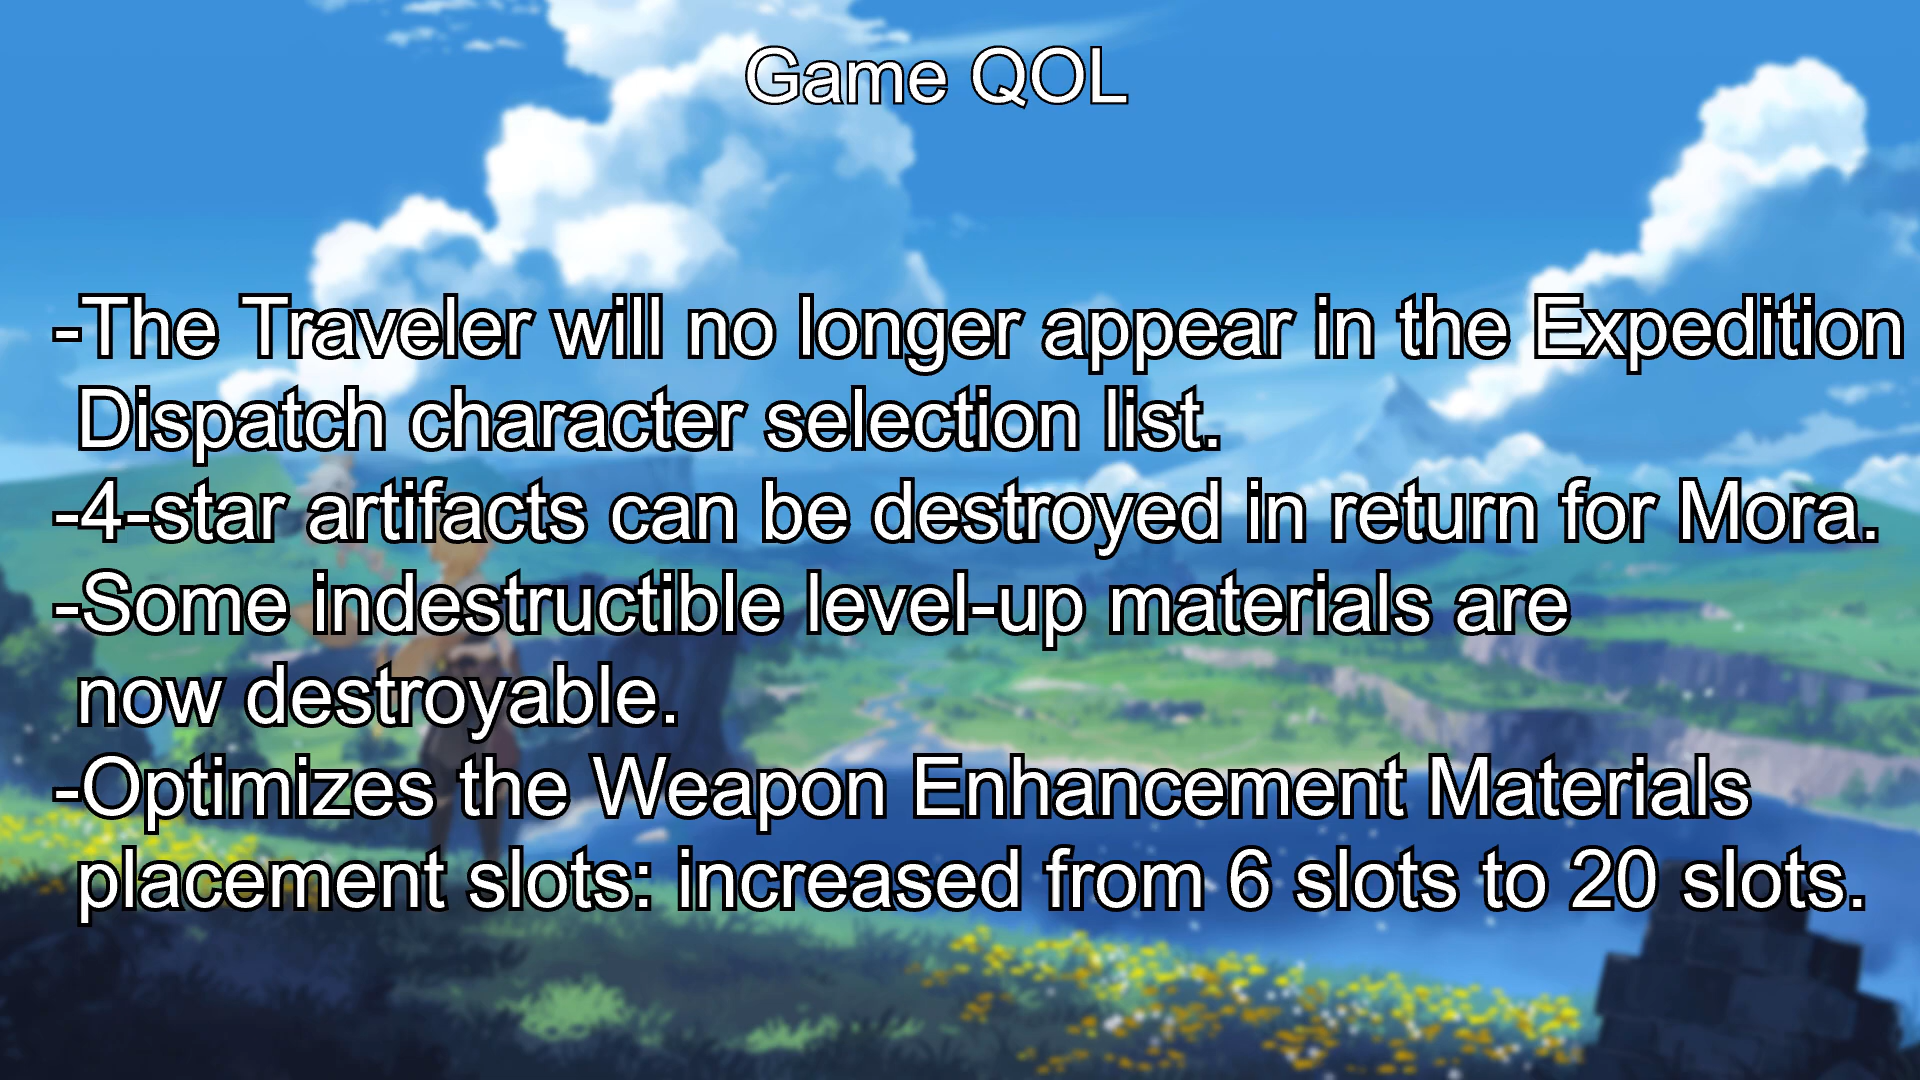 Game QOL
-The Traveler will no longer appear in the Expedition
Dispatch character selection list.
-4-star artifacts can be destroyed in return for Mora.
-Some indestructible level-up materials are
now destroyable.
-Optimizes the Weapon Enhancement Materials
placement slots: increased from 6 slots to 20 slots.